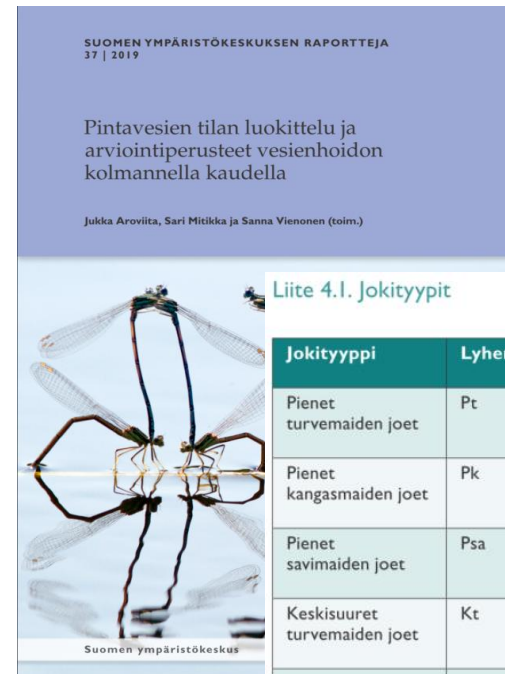 SUOMEN YMPÄRISTÖKESKUKSEN RAPORTTEJA
37 | 2019
Pintavesien tilan luokittelu ja
arviointiperusteet vesienhoidon
kolmannella kaudella
Jukka Aroviita, Sari Mitikka ja Sanna Vienonen (toim.)
Suomen ympäristökeskus
Liite 4.1. Jokityypit
Jokityyppi Lyhen
Pienet Pt
turvemaiden joet
Pienet Pk
kangasmaiden joet
Pienet Psa
savimaiden joet
Keskisuuret Kt
turvemaiden joet